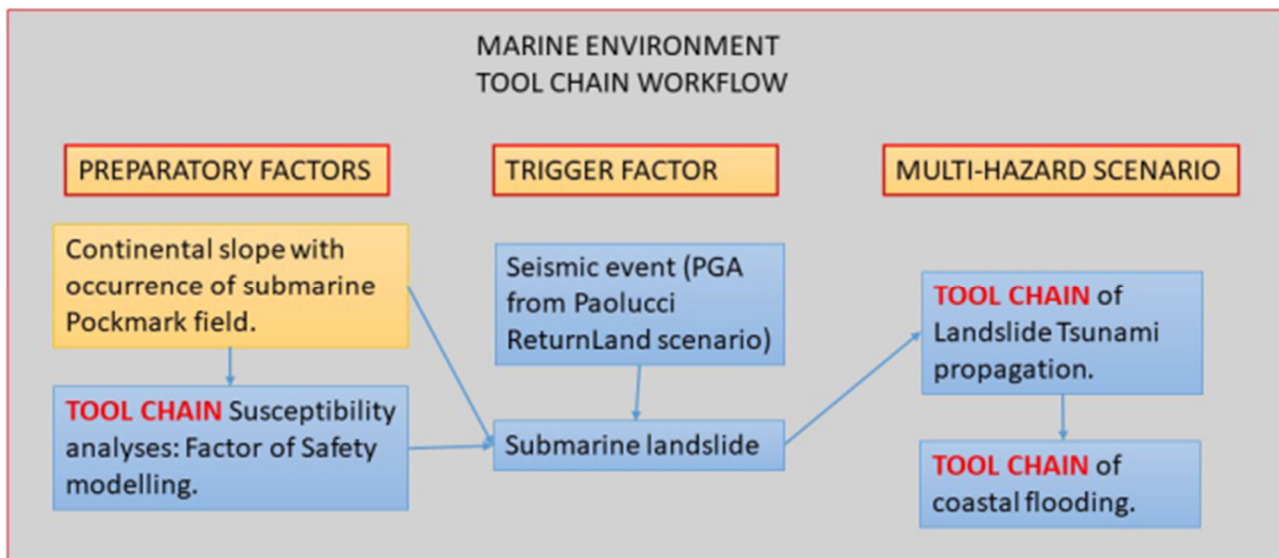 MARINE ENVIRONMENT
TOOL CHAIN WORKFLOW
PREPARATORY FACTORS
Continental slope with
occurrence of submarine
Pockmark field.
TOOL CHAIN Susceptibility
analyses: Factor of Safety
modelling.
TRIGGER FACTOR
Seismic event (PGA
from Paolucci
ReturnLand scenario)
Submarine landslide
MULTI-HAZARD SCENARIO
TOOL CHAIN of
Landslide Tsunami
propagation.
TOOL CHAIN of
coastal flooding.